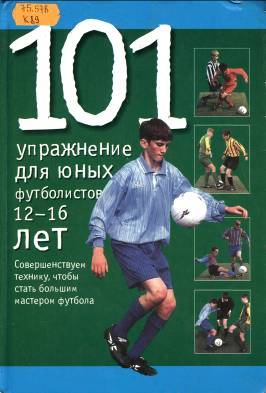 75.578
К89
101
упражнение
для юных
футболистов
12–16
лет
Совершенствуем
технику, чтобы
стать большим
мастером футбола